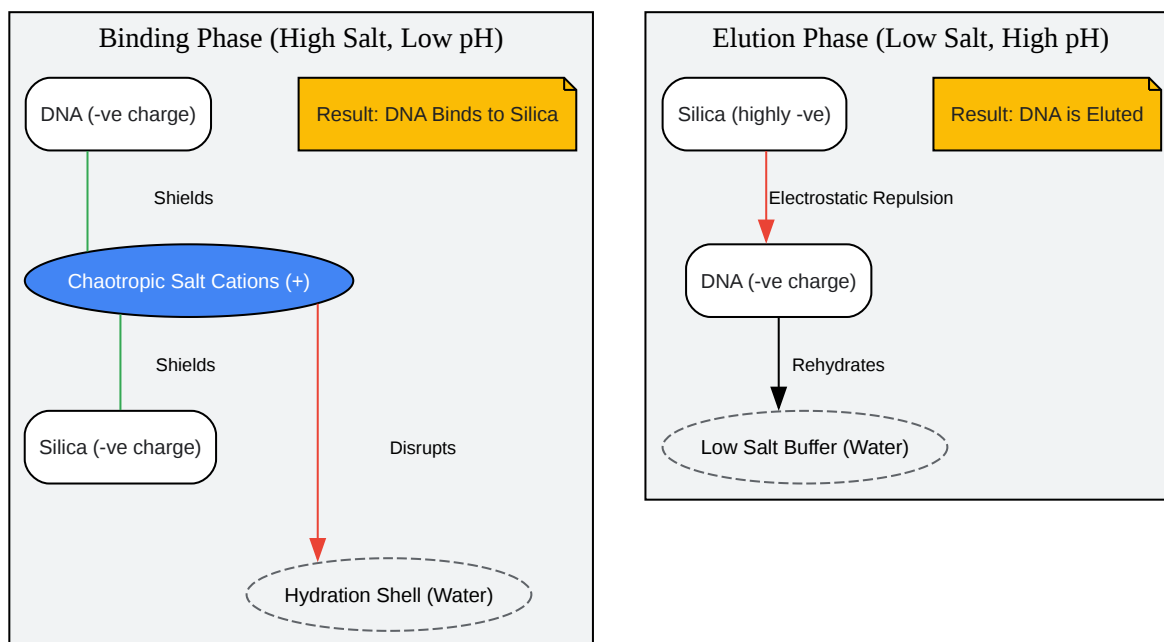 Binding Phase (High Salt, Low pH)
DNA (-ve charge)
Result: DNA Binds to Silica
Shields
Chaotropic Salt Cations (+)
Shields
Silica (-ve charge)
Disrupts
Hydration Shell (Water)
Elution Phase (Low Salt, High pH)
Silica (highly -ve)
Result: DNA is Eluted
Electrostatic Repulsion
DNA (-ve charge)
Rehydrates
Low Salt Buffer (Water)